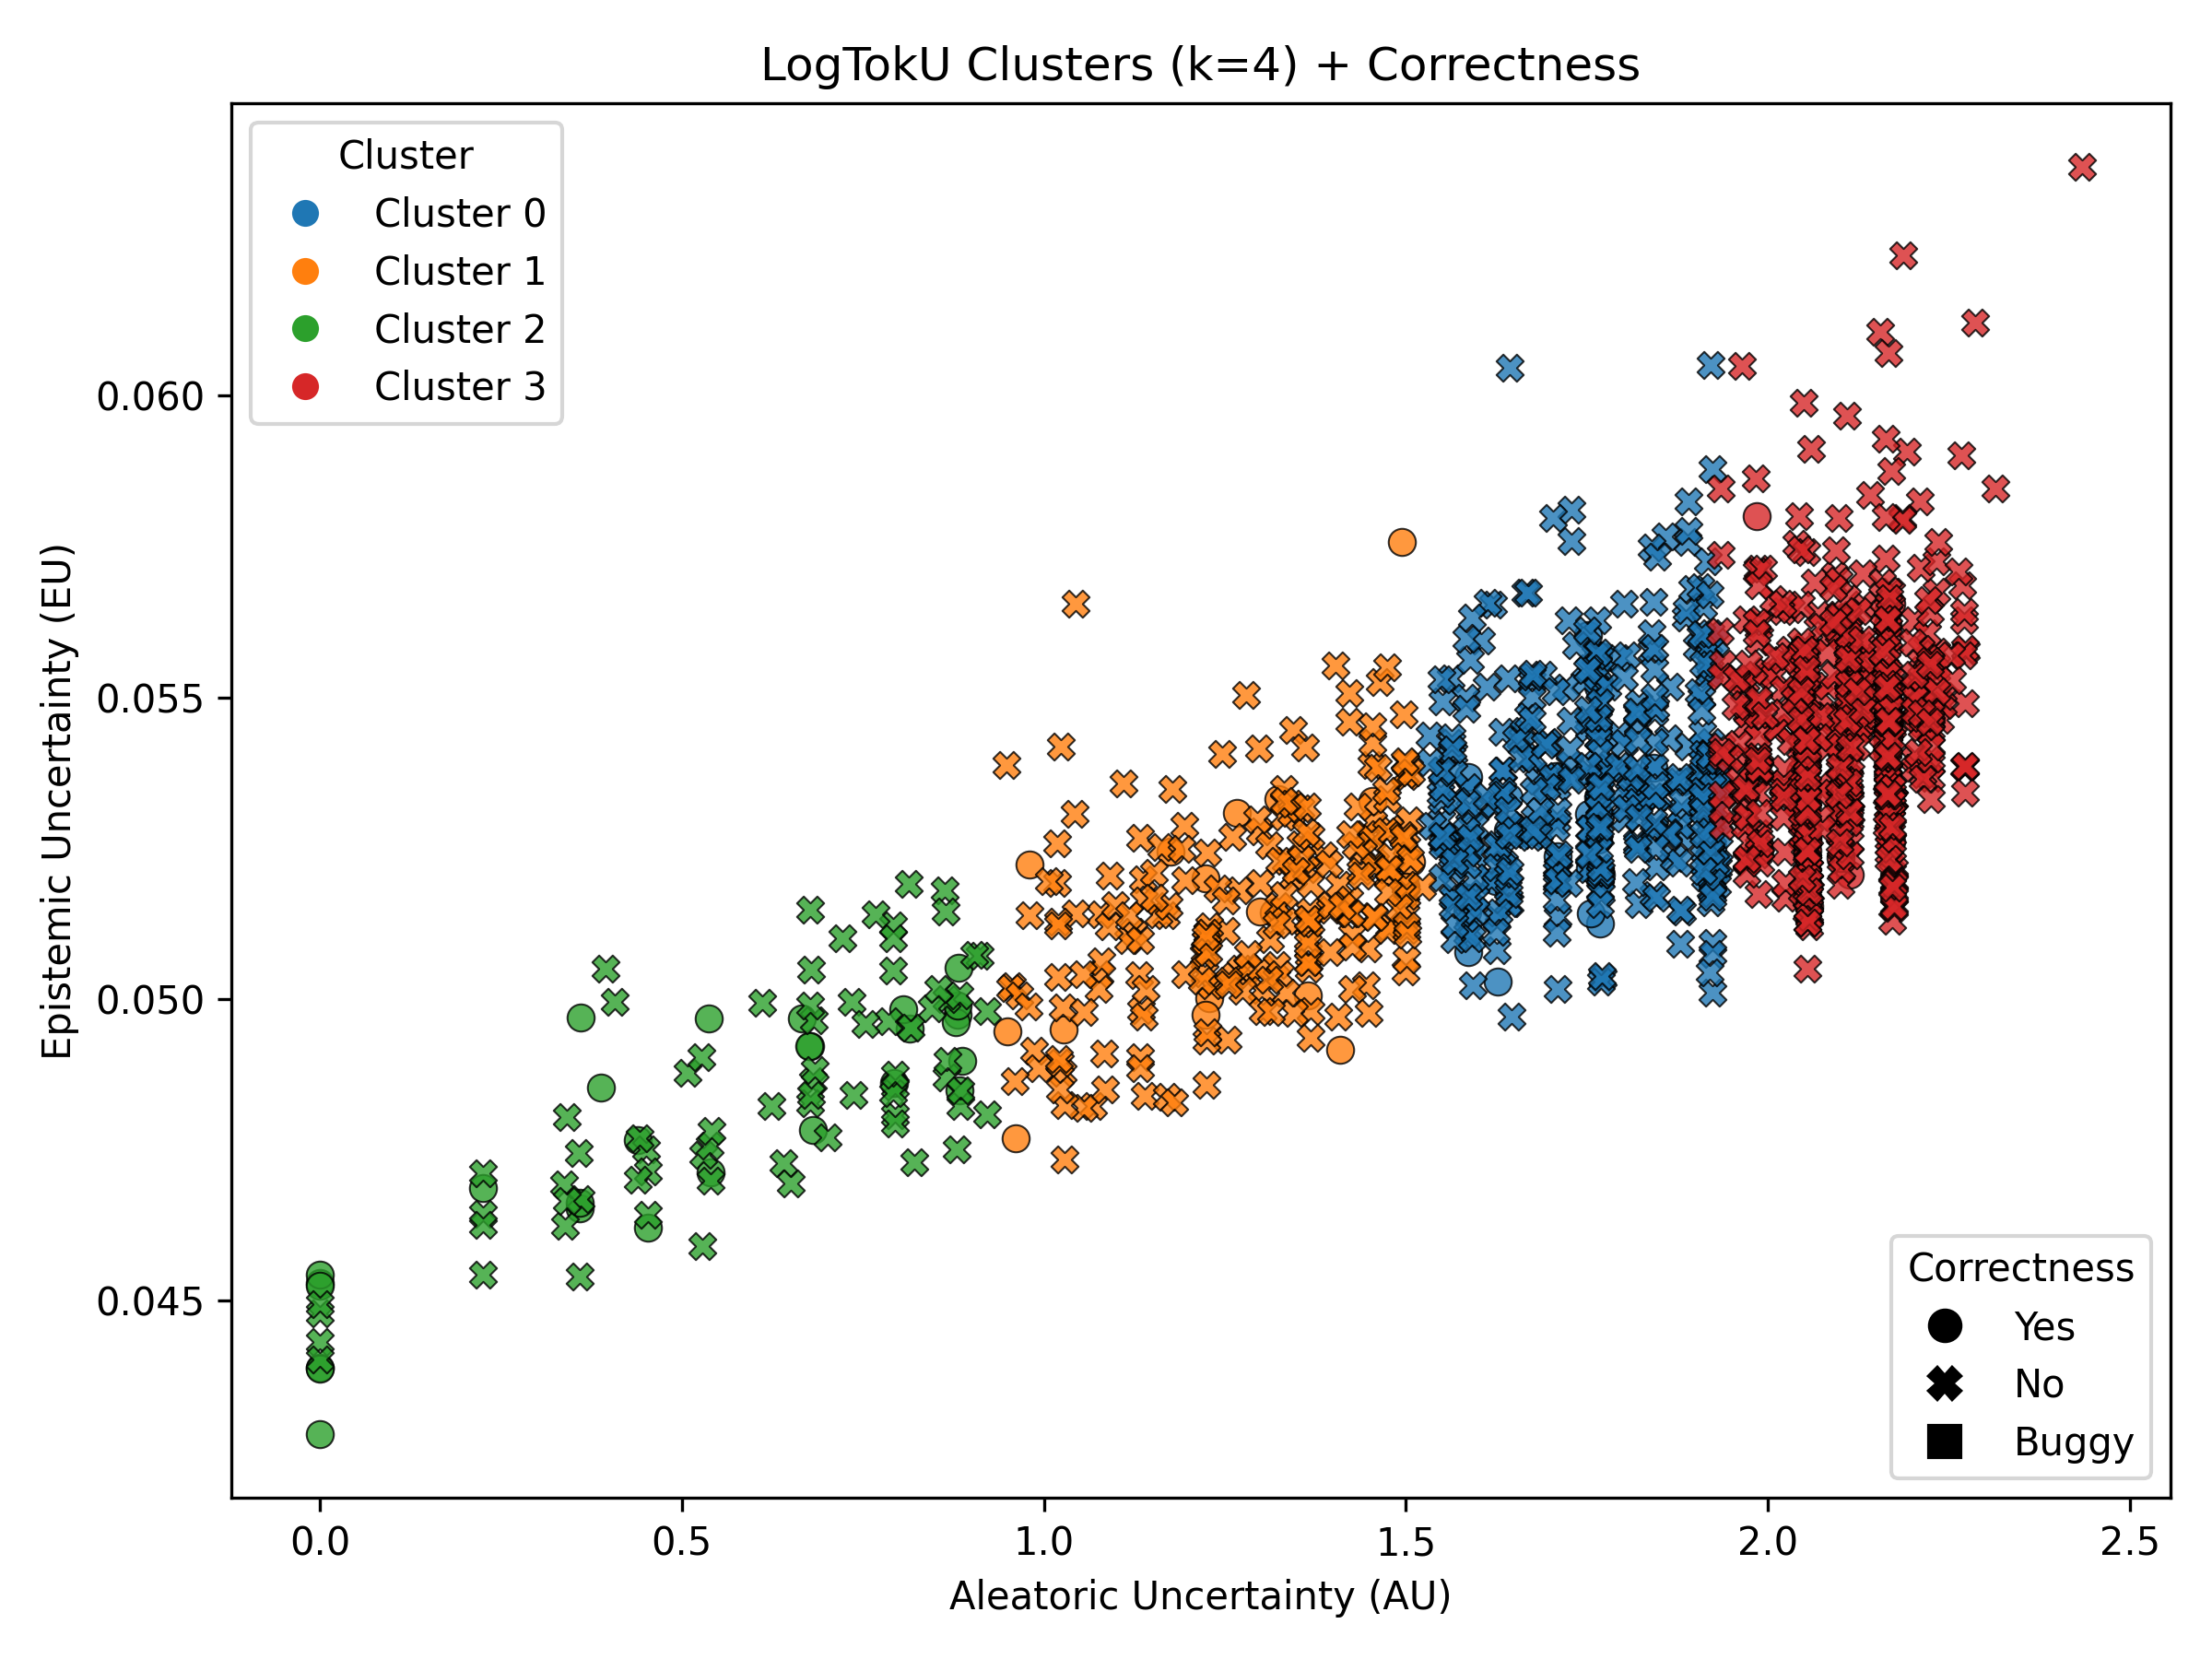 LogTokU Clusters (k=4) + Correctness
Cluster
Cluster 0
Cluster 1
Cluster 2
Cluster 3
0.060
0.055
0.050
0.045
Epistemic Uncertainty (EU)
Correctness
Yes
No
Buggy
0.0 0.5 1.0 1.5 2.0 2.5
Aleatoric Uncertainty (AU)